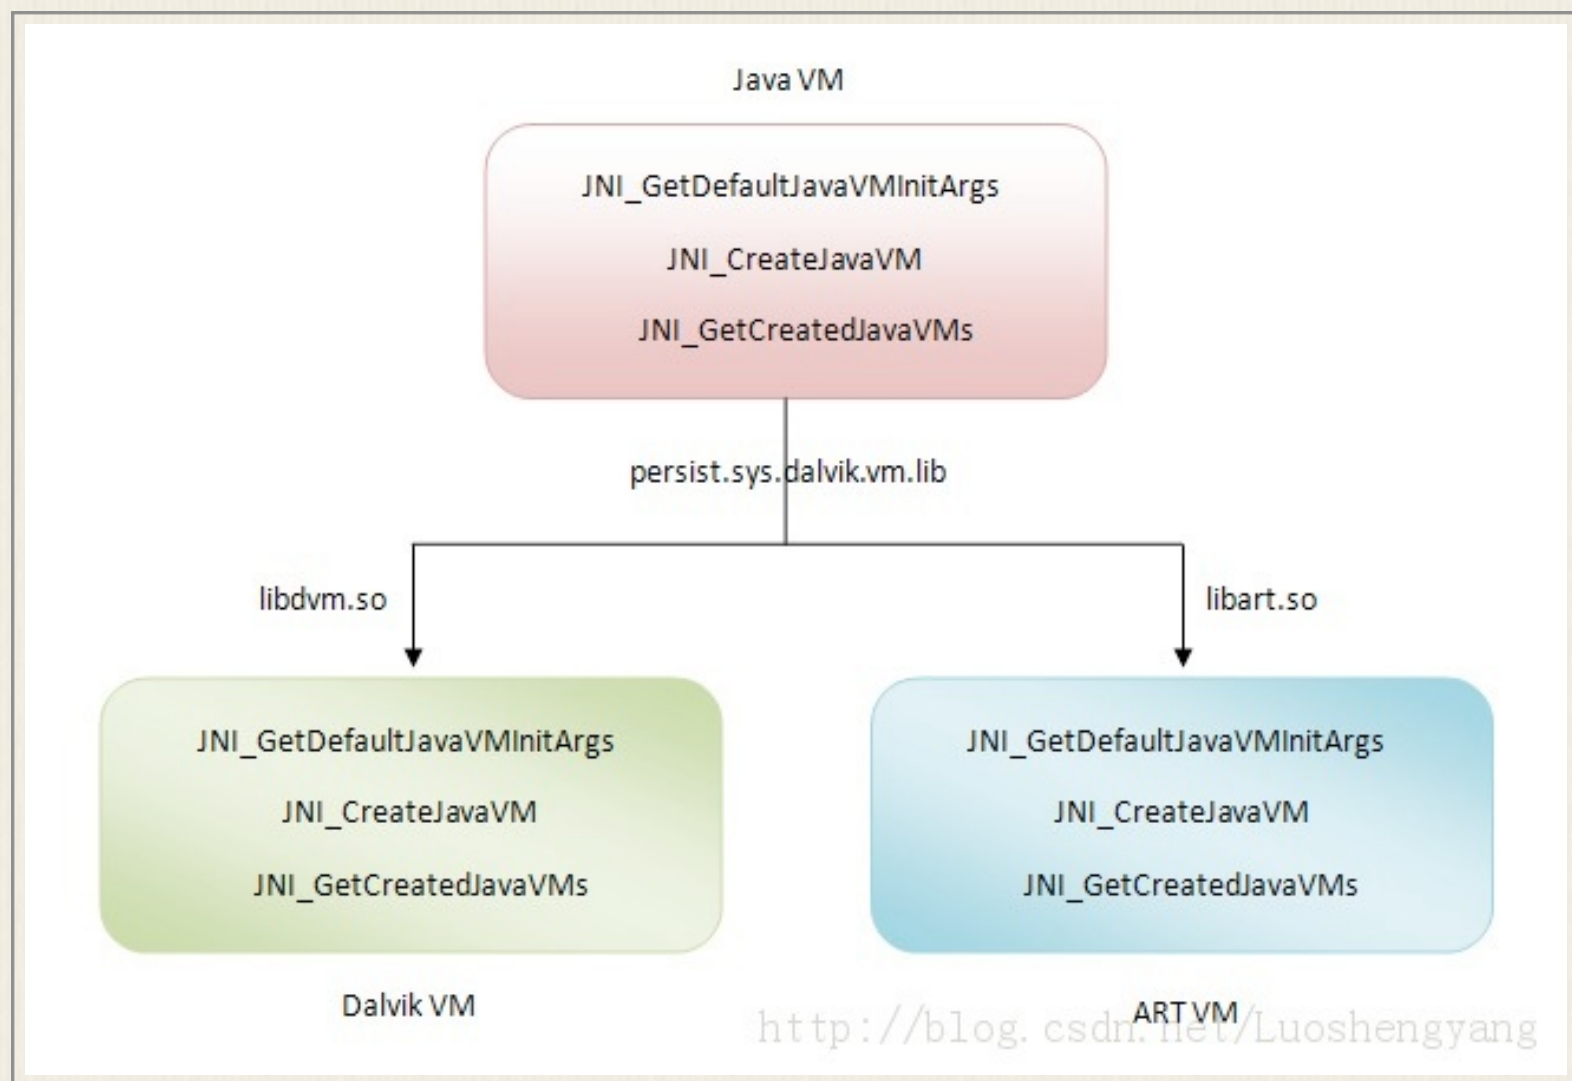 Java VM
JNI_GetDefaultJavaVMInitArgs
JNI_CreateJavaVM
JNI_GetCreatedJavaVMs
persist.sys.dalvik.vm.lib
libdvm.so
libart.so
JNI_GetDefaultJavaVMInitArgs
JNI_CreateJavaVM
JNI_GetCreatedJavaVMs
Dalvik VM
JNI_GetDefaultJavaVMInitArgs
JNI_CreateJavaVM
JNI_GetCreatedJavaVMs
ART VM
http://blog.csdn.net/Luoshengyang